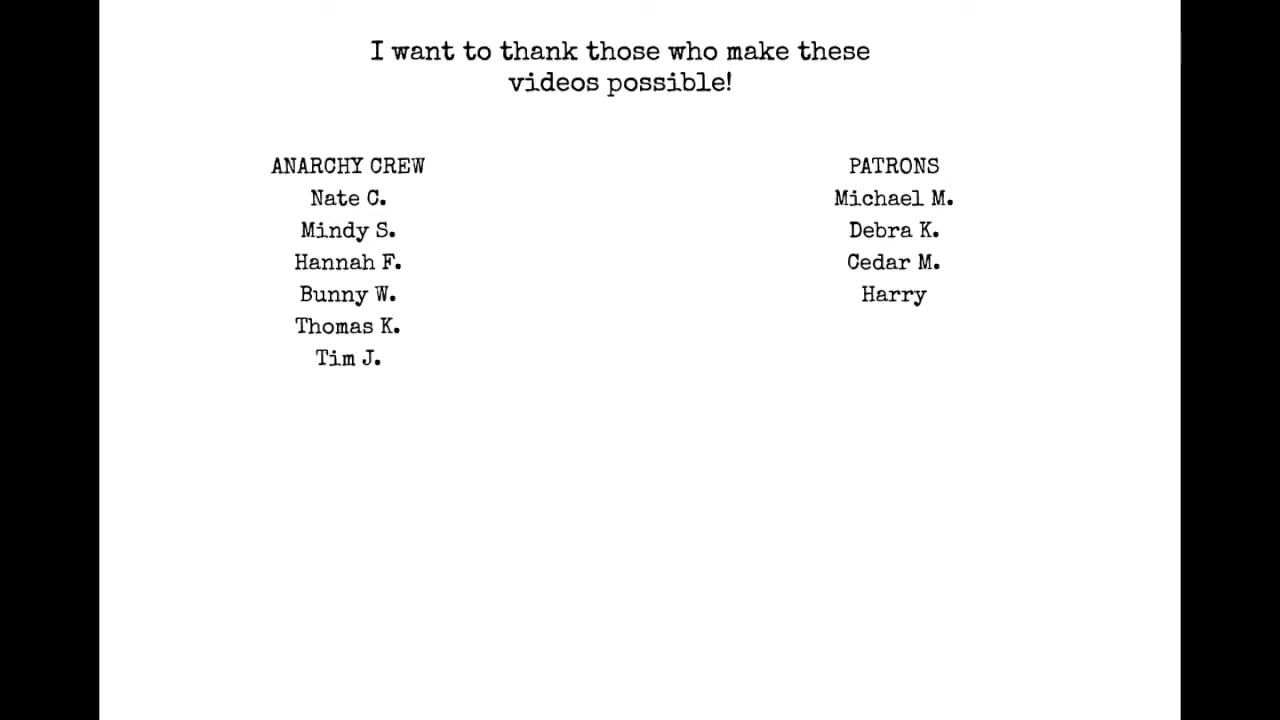 I want to thank those who make these
videos possible!
ANARCHY CREW
Nate C.
Mindy S.
Hannah F.
Bunny W.
Thomas K.
Tim J.
PATRONS
Michael M.
Debra K.
Cedar M.
Harry